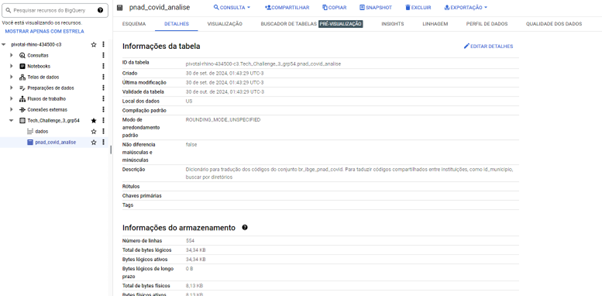 Pesquisar recursos do BigQuery
Você está visualizando os recursos.
MOSTRAR APENAS COM ESTRELA
pivotal-rhino-434500-c3
Consultas
Notebooks
Telas de dados
Preparações de dados
Fluxos de trabalho
Conexões externas
Tech_Challenge_3_grp54
dados
pnad_covid_analise
pnad_covid_analise
CONSULTA
COMPARTILHAR
COPIAR
SNAPSHOT
EXCLUIR
EXPORTAÇÃO
ESQUEMA
DETALHES
VISUALIZAÇÃO
BUSCADOR DE TABELAS
PRÉ-VISUALIZAÇÃO
INSIGHTS
LINHAGEM
PERFIL DE DADOS
QUALIDADE DOS DADOS
Informações da tabela
EDITAR DETALHES
ID da tabela pivotal-rhino-434500-c3.Tech_Challenge_3_grp54.pnad_covid_analise
Criado 30 de set. de 2024, 01:43:29 UTC-3
Última modificação 30 de set. de 2024, 01:43:29 UTC-3
Validade da tabela 30 de set. de 2024, 01:43:29 UTC-3
Local dos dados US
Compilação padrão
Modo de arredondamento padrão ROUNDING_MODE_UNSPECIFIED
Não diferencia maiúsculas e minúsculas false
Descrição Dicionário para tradução dos códigos do conjunto br_ibge_pnad_covid. Para traduzir códigos compartilhados entre instituições, como id_município,
buscar por diretórios
Rótulos
Chaves primárias
Tags
Informações do armazenamento
Número de linhas 554
Total de bytes lógicos 34,34 KB
Bytes lógicos ativos 34,34 KB
Bytes lógicos de longo prazo 0 B
Total de bytes físicos 8,13 KB
Bytes físicos ativos 8,13 KB